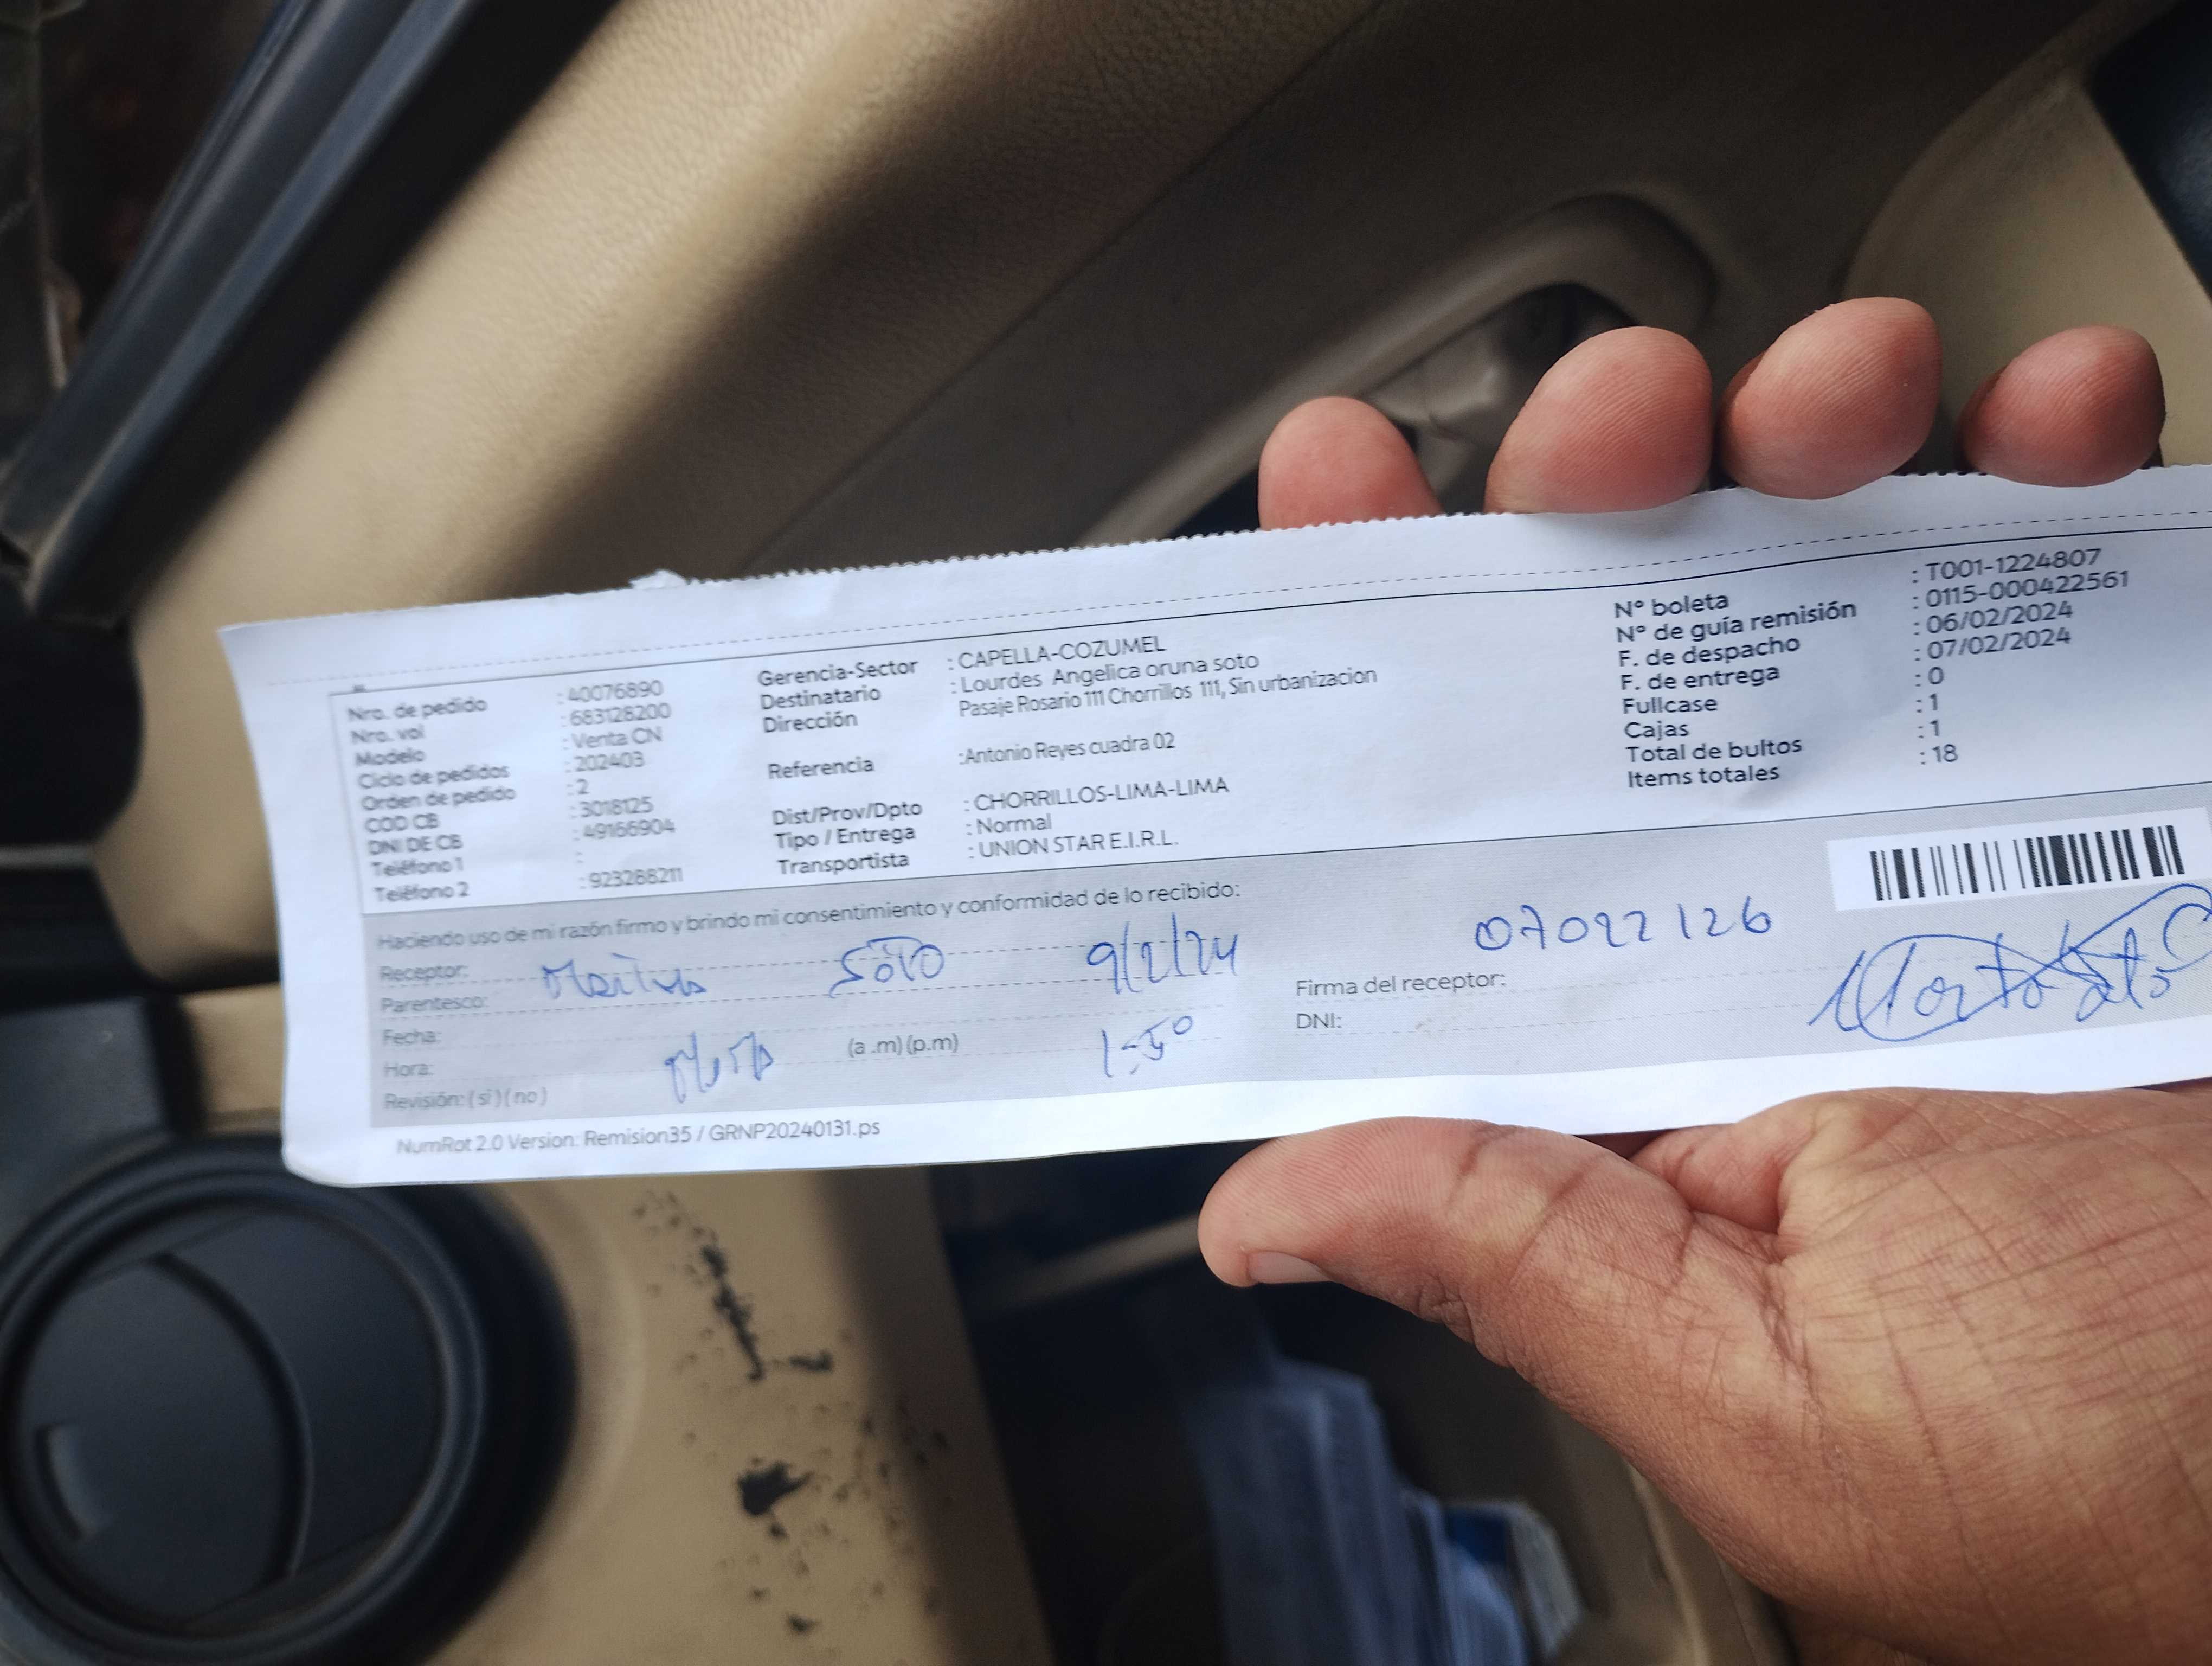 Nro. de pedido : 40076890
Nro. vol : 683128200
Modelo : Venta CN
Ciclo de pedidos : 202403
Orden de pedido : 2
COD CB : 3018125
DNI DE CB : 49166904
Teléfono 1 :
Teléfono 2 : 923288211
Gerencia-Sector : CAPELLA-COZUMEL
Destinatario : Lourdes Angelica oruna soto
Dirección Pasaje Rosario 111 Chorrillos 111, Sin urbanizacion
Referencia :Antonio Reyes cuadra 02
Dist/Prov/Dpto : CHORRILLOS-LIMA-LIMA
Tipo / Entrega : Normal
Transportista : UNION STAR E.I.R.L.
N° boleta : T001-1224807
N° de guía remisión : 0115-000422561
F. de despacho : 06/02/2024
F. de entrega : 07/02/2024
Fullcase : 0
Cajas : 1
Total de bultos : 1
Items totales : 18
Haciendo uso de mi razón firmo y brindo mi consentimiento y conformidad de lo recibido:
Receptor: Soto 9/2/24
Parentesco:
Fecha:
Hora: (a .m) (p.m)
Revisión: ( si ) ( no )
07022126
Firma del receptor:
DNI:
NumRot 2.0 Version: Remision35 / GRNP20240131.ps